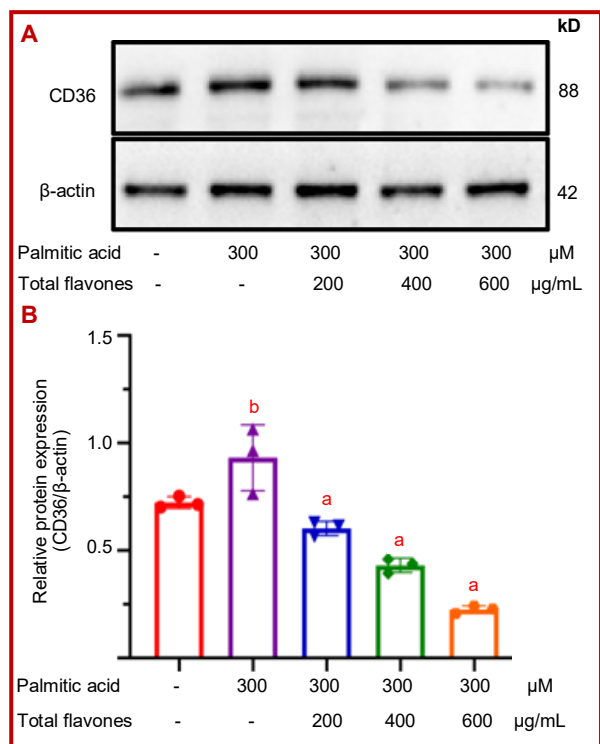 A
kD
CD36
88
β-actin
42
Palmitic acid - 300 300 300 300 μM
Total flavones - - 200 400 600 μg/mL
B
Relative protein expression
(CD36/β-actin)
1.5
1.0
0.5
b
a
a
a
Palmitic acid - 300 300 300 300 μM
Total flavones - - 200 400 600 μg/mL